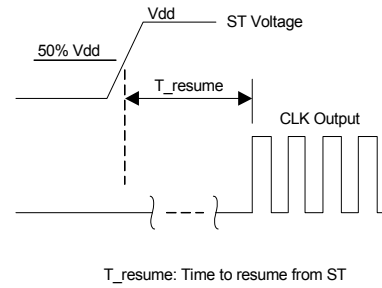 Vdd
ST Voltage
50% Vdd
T_resume
CLK Output
T_resume: Time to resume from ST